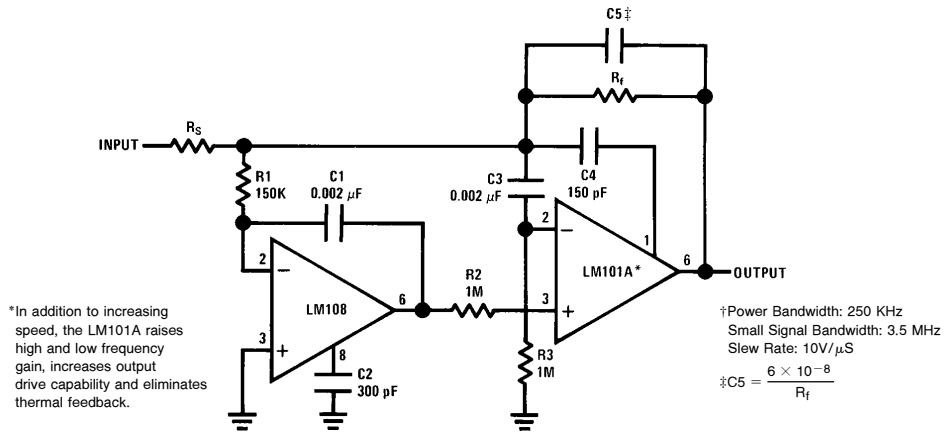 C5‡
Rf
INPUT
RS
R1
150K
C1
0.002 μF
C3
0.002 μF
C4
150 pF
2
1
LM101A*
6
OUTPUT
3
2
LM108
6
R2
1M
3
8
C2
300 pF
R3
1M
*In addition to increasing
speed, the LM101A raises
high and low frequency
gain, increases output
drive capability and eliminates
thermal feedback.
†Power Bandwidth: 250 KHz
Small Signal Bandwidth: 3.5 MHz
Slew Rate: 10V/μS
‡C5 = 6 × 10−8 / Rf